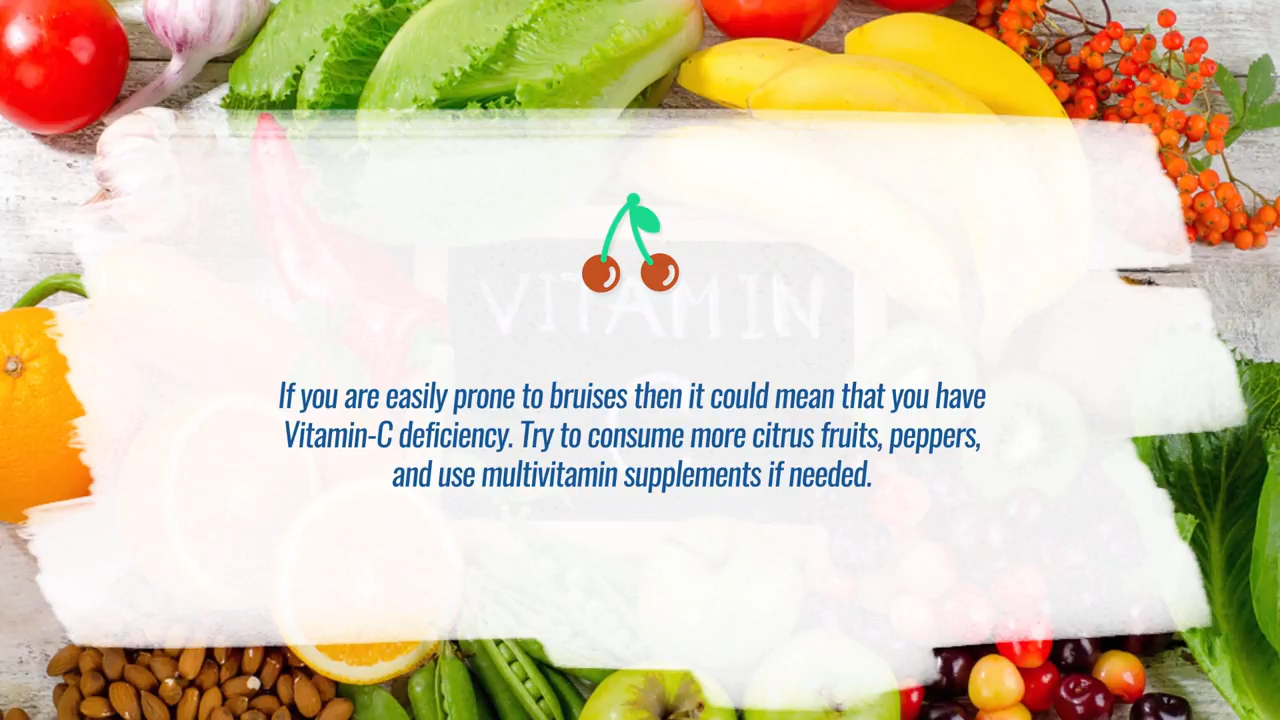 VITAMIN
If you are easily prone to bruises then it could mean that you have
Vitamin-C deficiency. Try to consume more citrus fruits, peppers,
and use multivitamin supplements if needed.